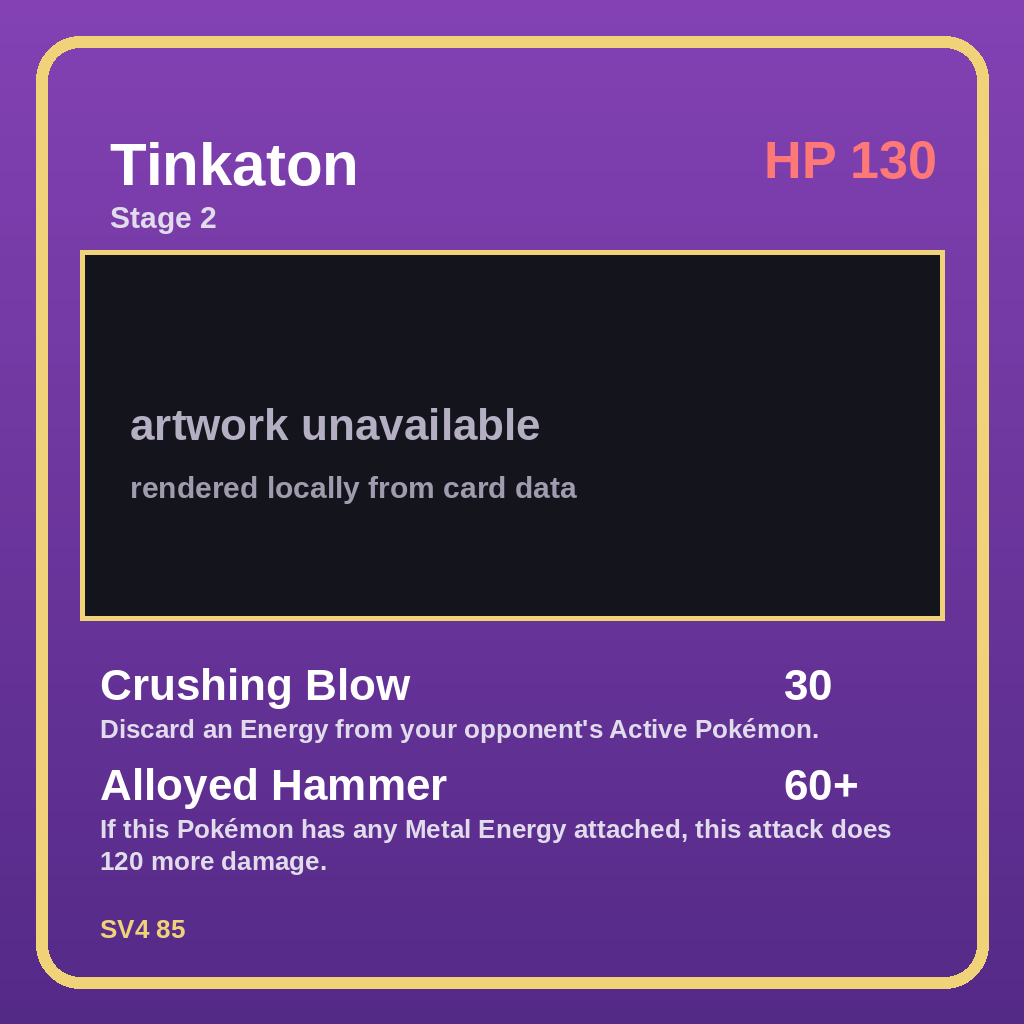 Tinkaton
HP 130
Stage 2
artwork unavailable
rendered locally from card data
Crushing Blow
30
Discard an Energy from your opponent's Active Pokémon.
Alloyed Hammer
60+
If this Pokémon has any Metal Energy attached, this attack does
120 more damage.
SV4 85